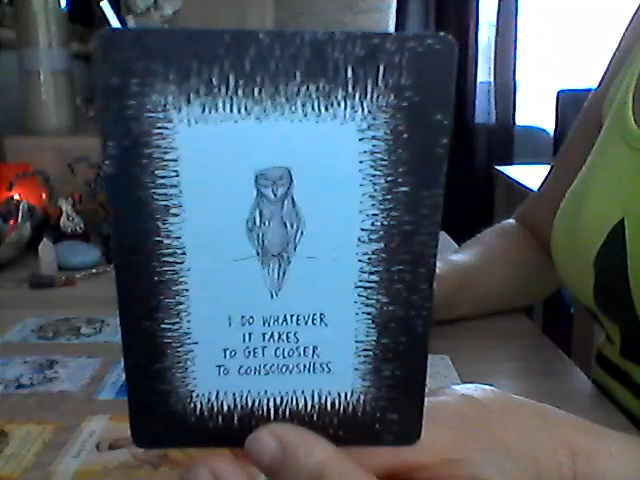 I DO WHATEVER
IT TAKES
TO GET CLOSER
TO CONSCIOUSNESS